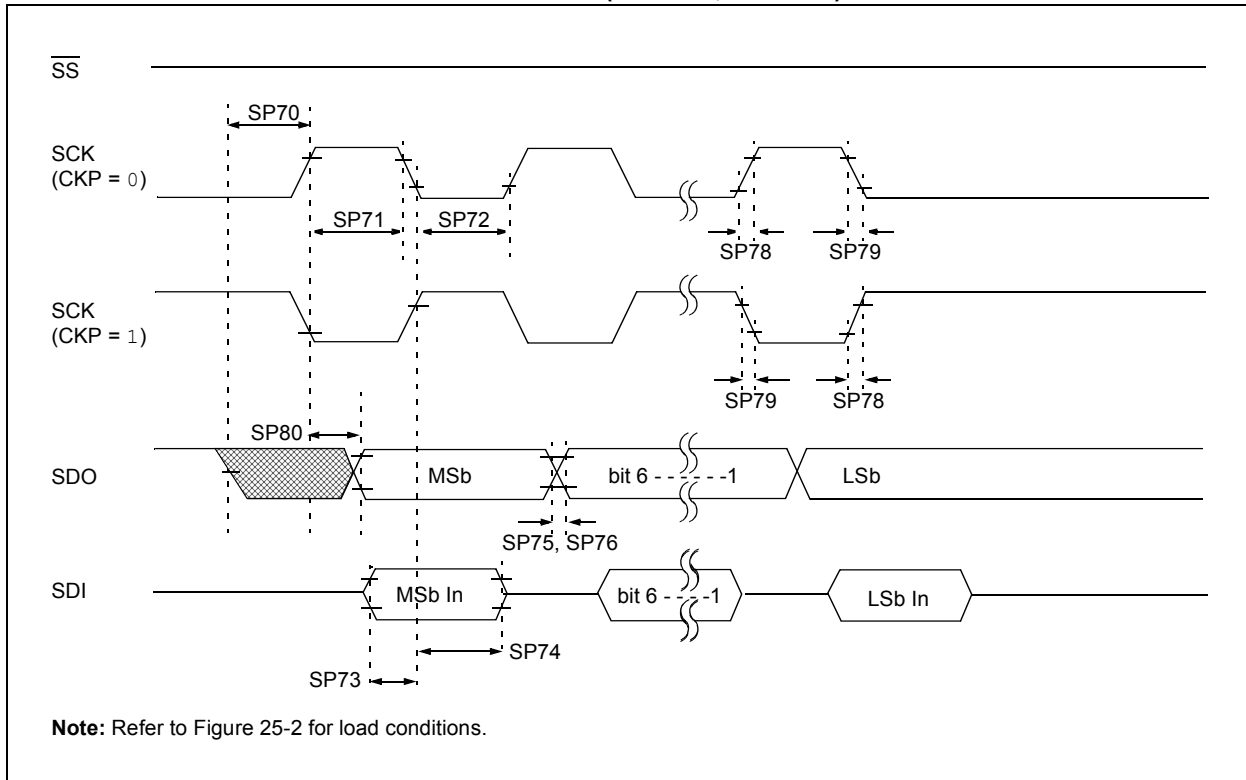 SS
SP70
SCK
(CKP = 0)
SP71
SP72
SP78
SP79
SCK
(CKP = 1)
SP79
SP78
SP80
SDO
MSb
bit 6 - - - - - -1
LSb
SP75, SP76
SDI
MSb In
bit 6 - - - - -1
LSb In
SP74
SP73
Note: Refer to Figure 25-2 for load conditions.